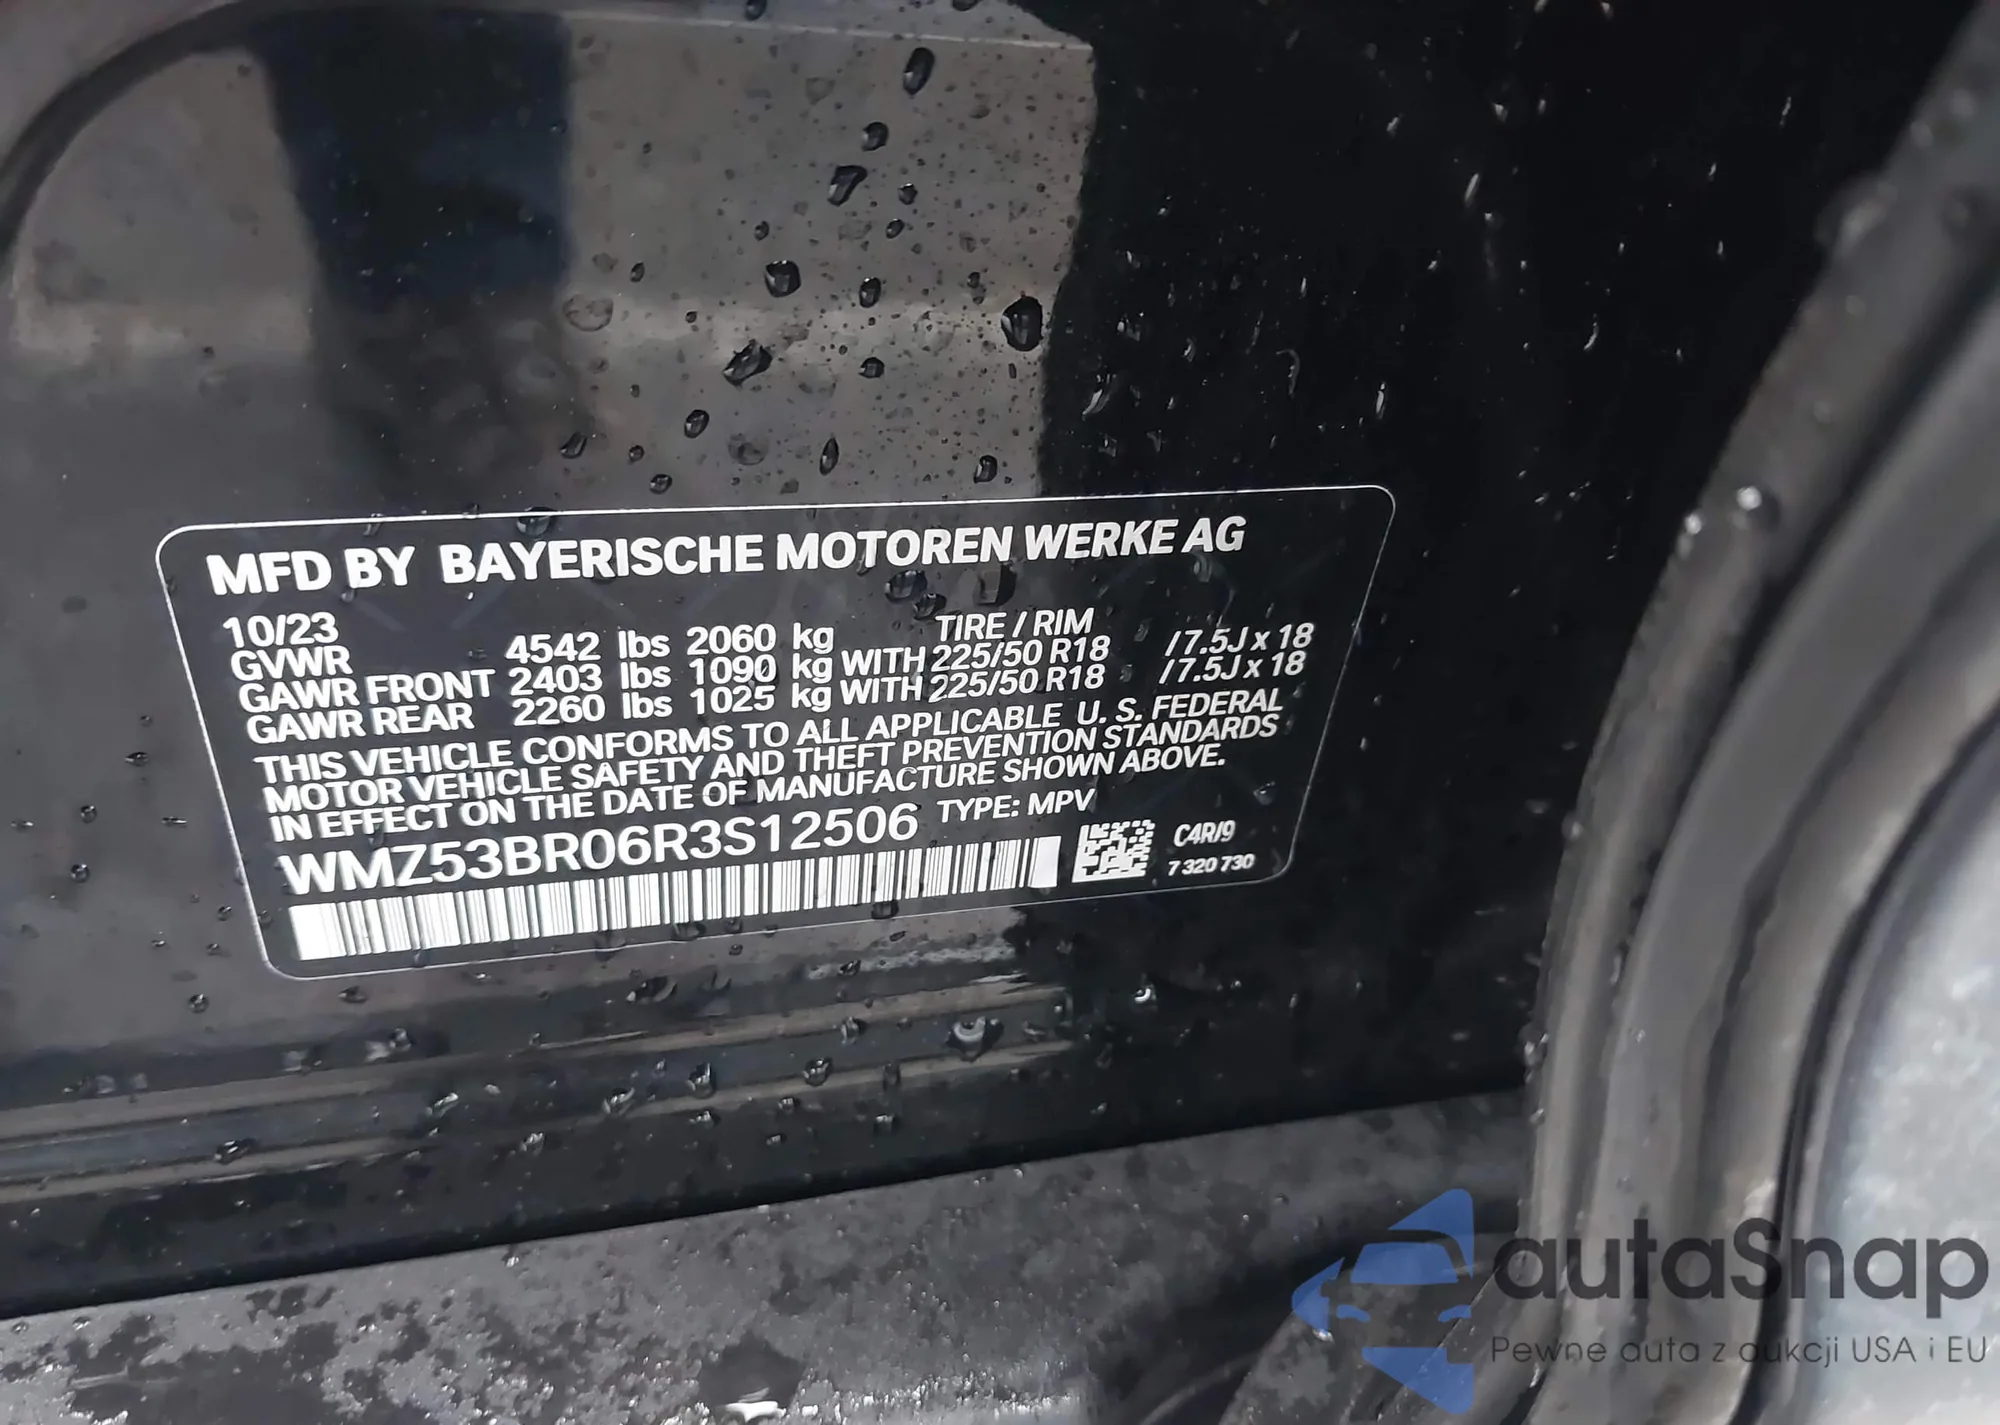 MFD BY BAYERISCHE MOTOREN WERKE AG
10/23 TIRE / RIM
GVWR 4542 lbs 2060 kg
GAWR FRONT 2403 lbs 1090 kg WITH 225/50 R18 /7.5J x 18
GAWR REAR 2260 lbs 1025 kg WITH 225/50 R18 /7.5J x 18
THIS VEHICLE CONFORMS TO ALL APPLICABLE U. S. FEDERAL
MOTOR VEHICLE SAFETY AND THEFT PREVENTION STANDARDS
IN EFFECT ON THE DATE OF MANUFACTURE SHOWN ABOVE.
WMZ53BR06R3S12506 TYPE: MPV
C4R/9
7 320 730
autaSnap
Pewne auta z aukcji USA i EU